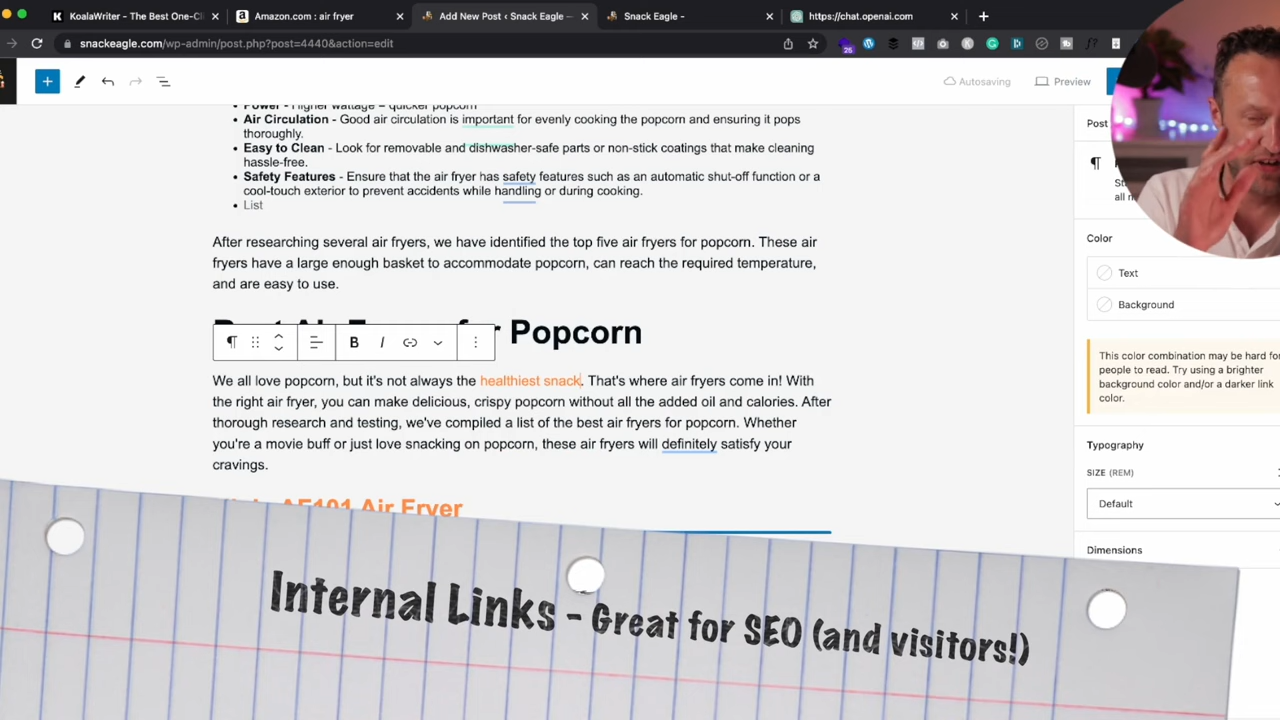 KoalaWriter - The Best One-Cli
Amazon.com : air fryer
Add New Post ‹ Snack Eagle —
Snack Eagle -
https://chat.openai.com
snackeagle.com/wp-admin/post.php?post=4440&action=edit
26
Autosaving
Preview
Power - Higher wattage = quicker popcorn
Air Circulation - Good air circulation is important for evenly cooking the popcorn and ensuring it pops
thoroughly.
Easy to Clean - Look for removable and dishwasher-safe parts or non-stick coatings that make cleaning
hassle-free.
Safety Features - Ensure that the air fryer has safety features such as an automatic shut-off function or a
cool-touch exterior to prevent accidents while handling or during cooking.
List
After researching several air fryers, we have identified the top five air fryers for popcorn. These air
fryers have a large enough basket to accommodate popcorn, can reach the required temperature,
and are easy to use.
Popcorn
We all love popcorn, but it's not always the healthiest snack. That's where air fryers come in! With
the right air fryer, you can make delicious, crispy popcorn without all the added oil and calories. After
thorough research and testing, we've compiled a list of the best air fryers for popcorn. Whether
you're a movie buff or just love snacking on popcorn, these air fryers will definitely satisfy your
cravings.
AF101 Air Fryer
Post
Color
Text
Background
This color combination may be hard for
people to read. Try using a brighter
background color and/or a darker link
color.
Typography
SIZE (REM)
Default
Dimensions
Internal Links - Great for SEO (and visitors!)